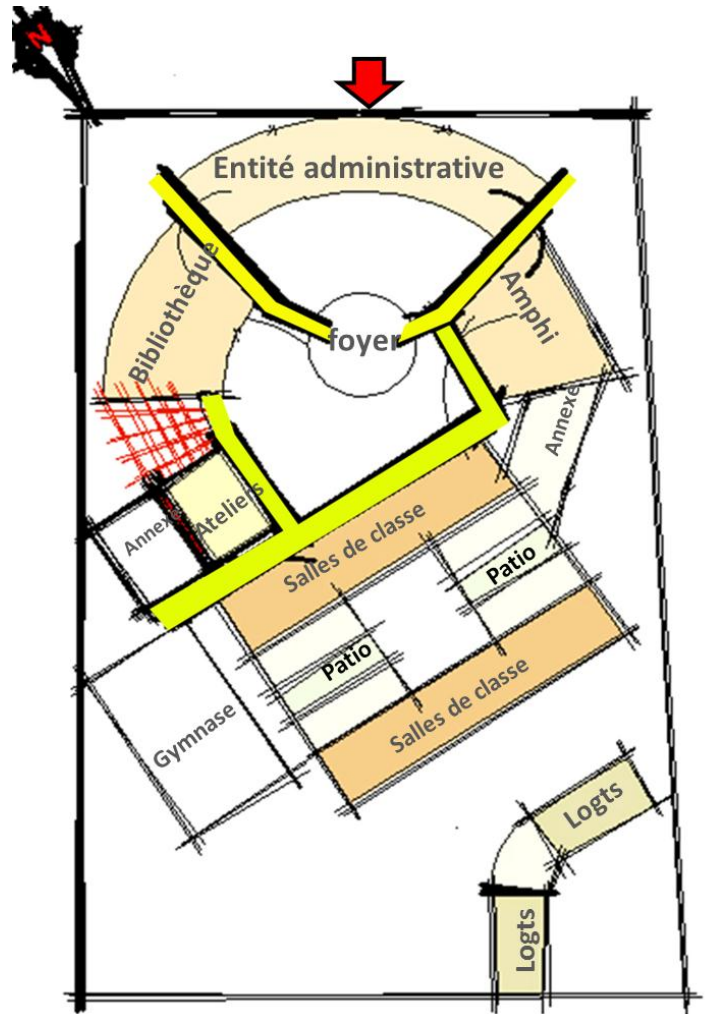 N
Entité administrative
Bibliothèque
Amphi
foyer
Annexe
Ateliers
Annexe
Salles de classe
Patio
Patio
Salles de classe
Gymnase
Logts
Logts